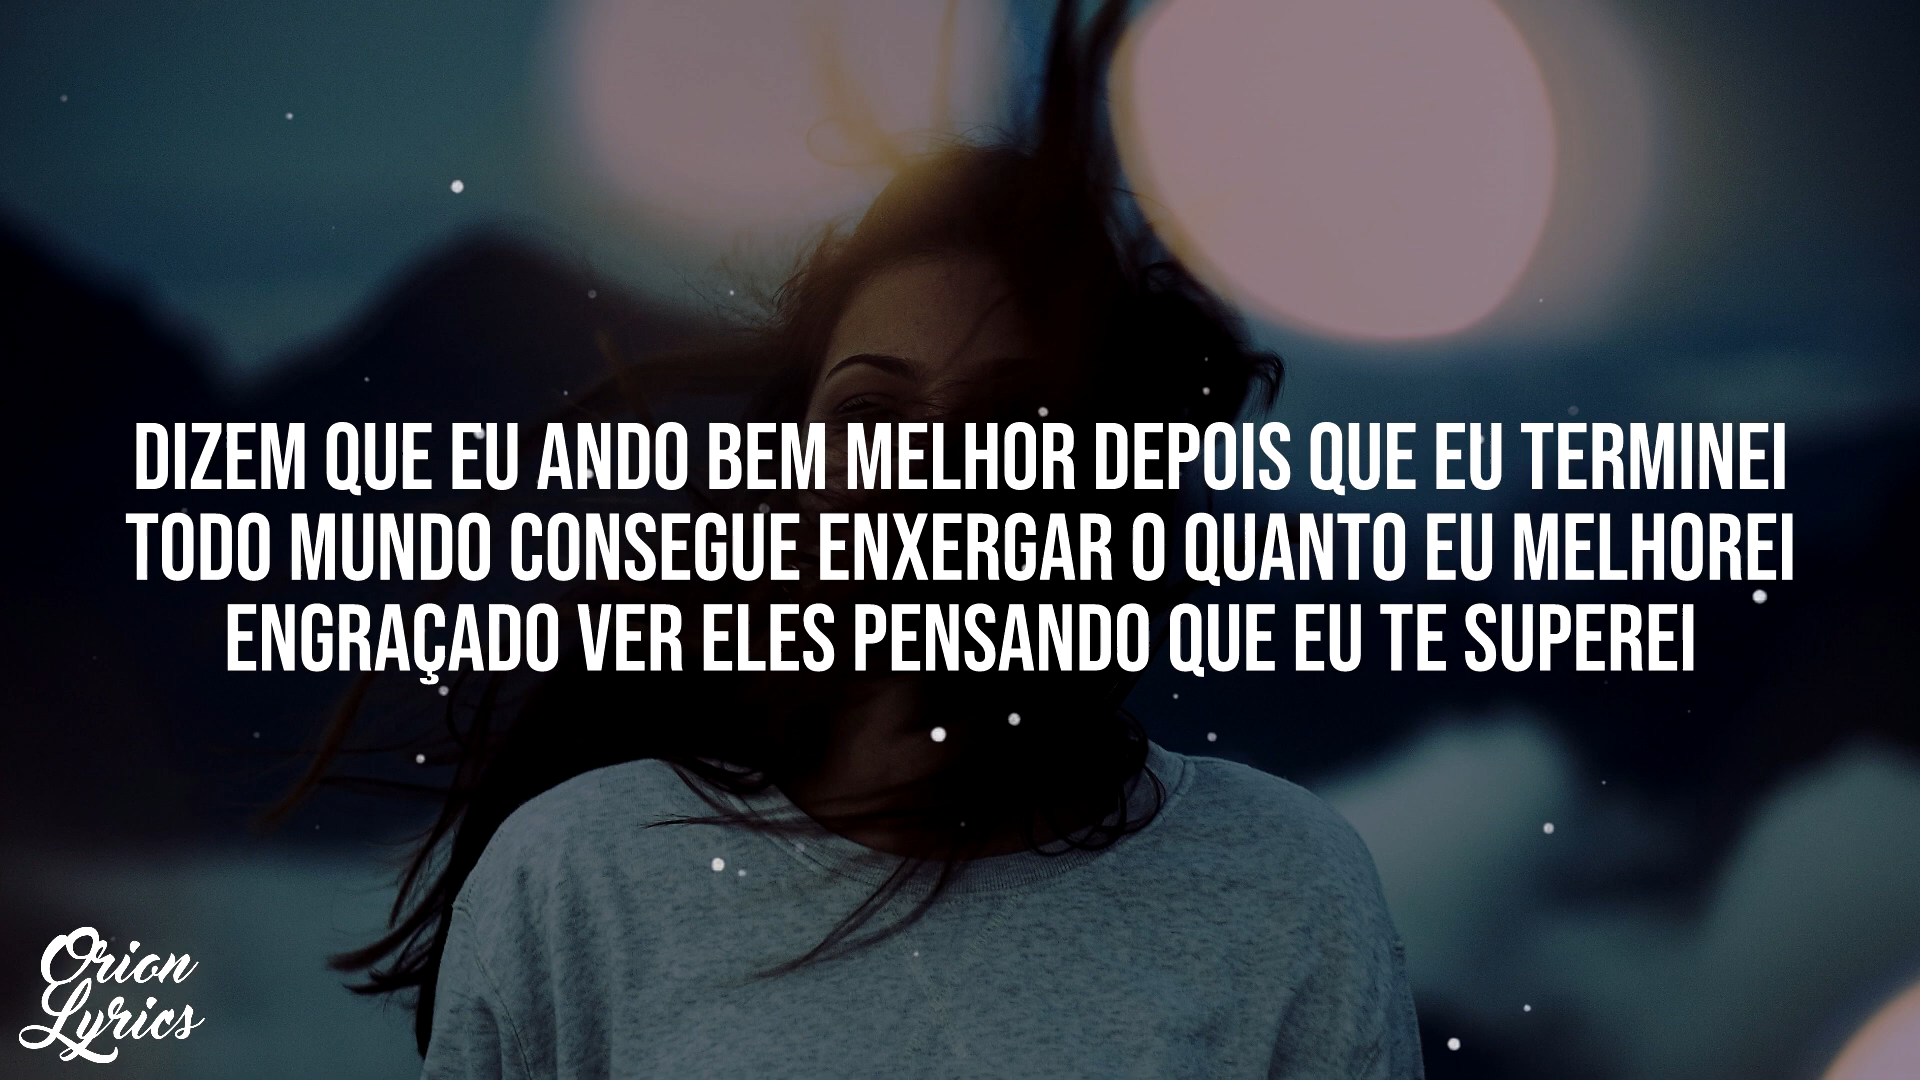 DIZEM QUE EU ANDO BEM MELHOR DEPOIS QUE EU TERMINEI
TODO MUNDO CONSEGUE ENXERGAR O QUANTO EU MELHOREI
ENGRAÇADO VER ELES PENSANDO QUE EU TE SUPEREI
Orion
Lyrics